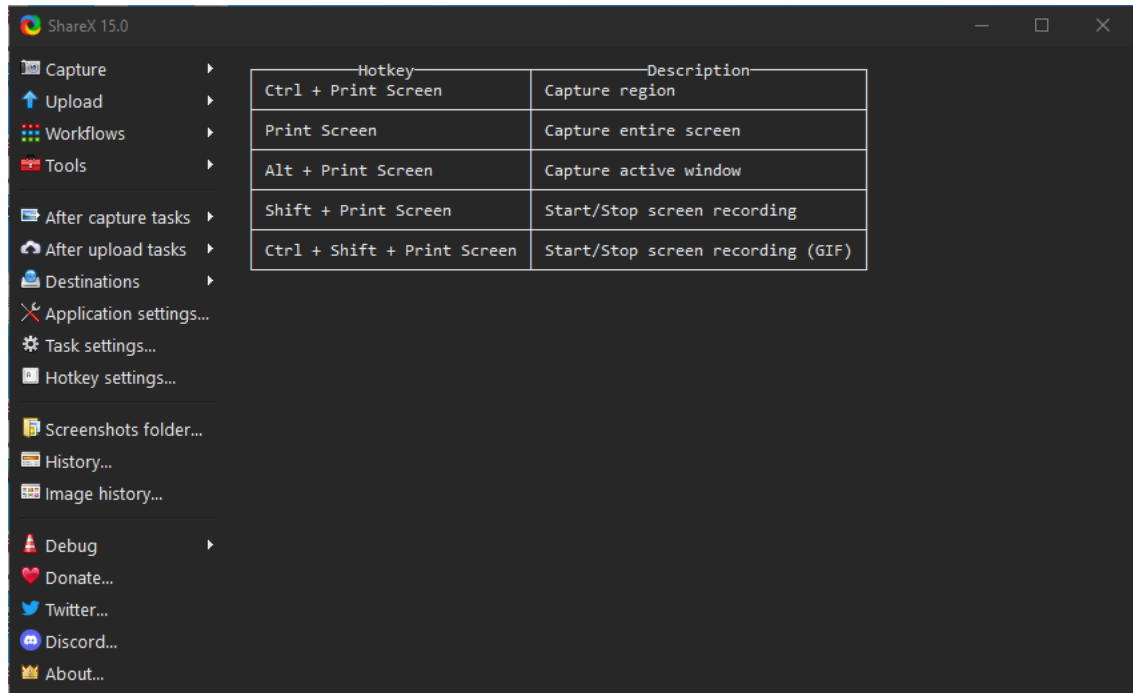 ShareX 15.0
Capture
Upload
Workflows
Tools
After capture tasks
After upload tasks
Destinations
Application settings...
Task settings...
Hotkey settings...
Screenshots folder...
History...
Image history...
Debug
Donate...
Twitter...
Discord...
About...
Hotkey Description
Ctrl + Print Screen Capture region
Print Screen Capture entire screen
Alt + Print Screen Capture active window
Shift + Print Screen Start/Stop screen recording
Ctrl + Shift + Print Screen Start/Stop screen recording (GIF)